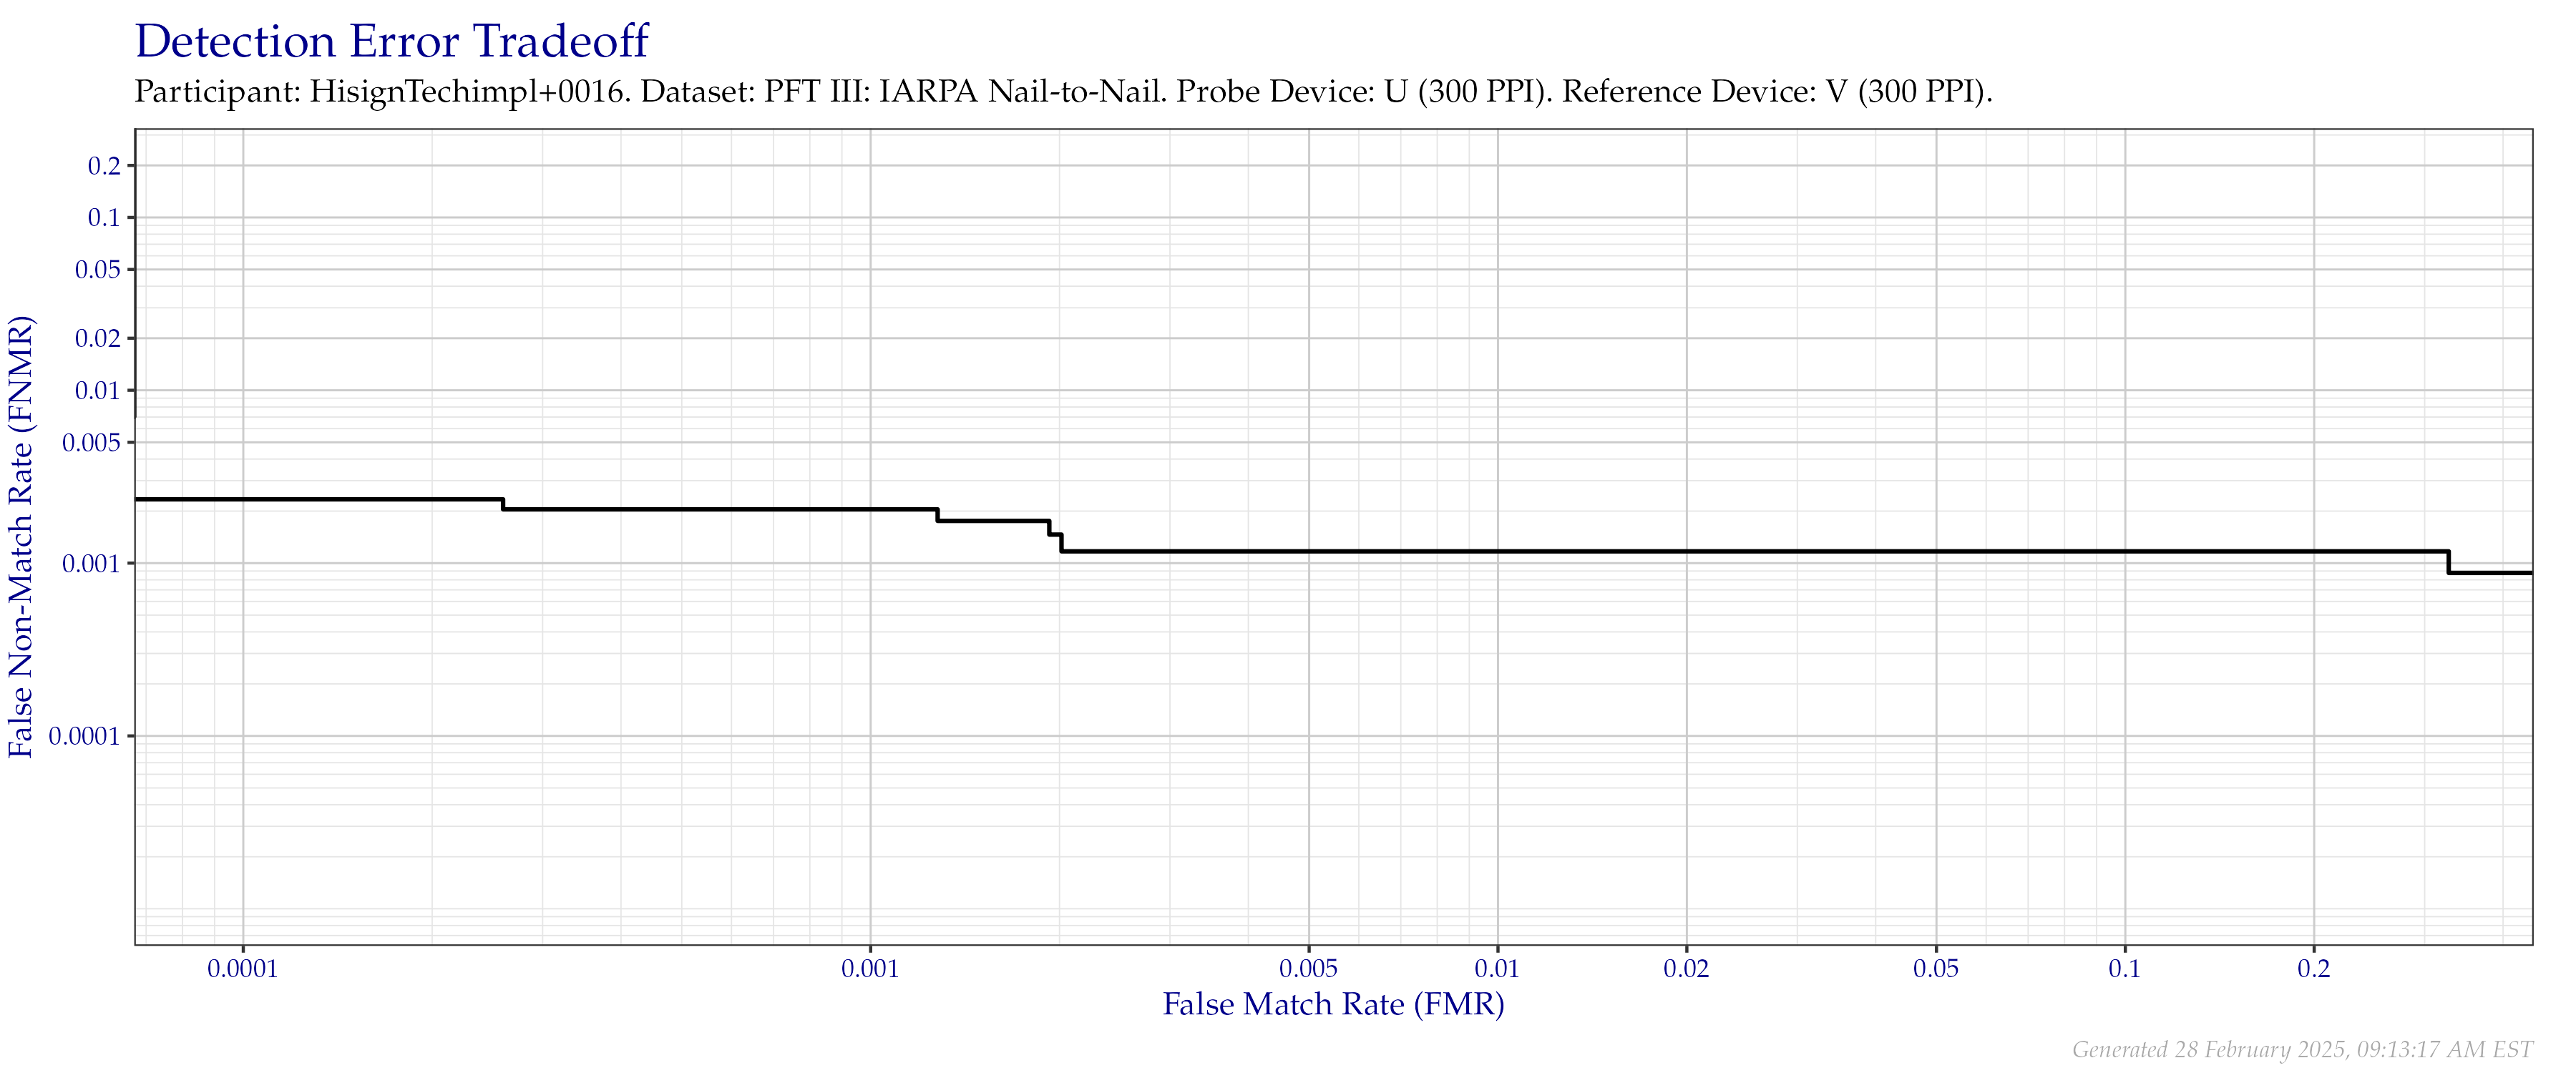 Detection Error Tradeoff
Participant: HisignTechimpl+0016. Dataset: PFT III: IARPA Nail-to-Nail. Probe Device: U (300 PPI). Reference Device: V (300 PPI).
False Non-Match Rate (FNMR)
0.2
0.1
0.05
0.02
0.01
0.005
0.001
0.0001
0.0001 0.001 0.005 0.01 0.02 0.05 0.1 0.2
False Match Rate (FMR)
Generated 28 February 2025, 09:13:17 AM EST